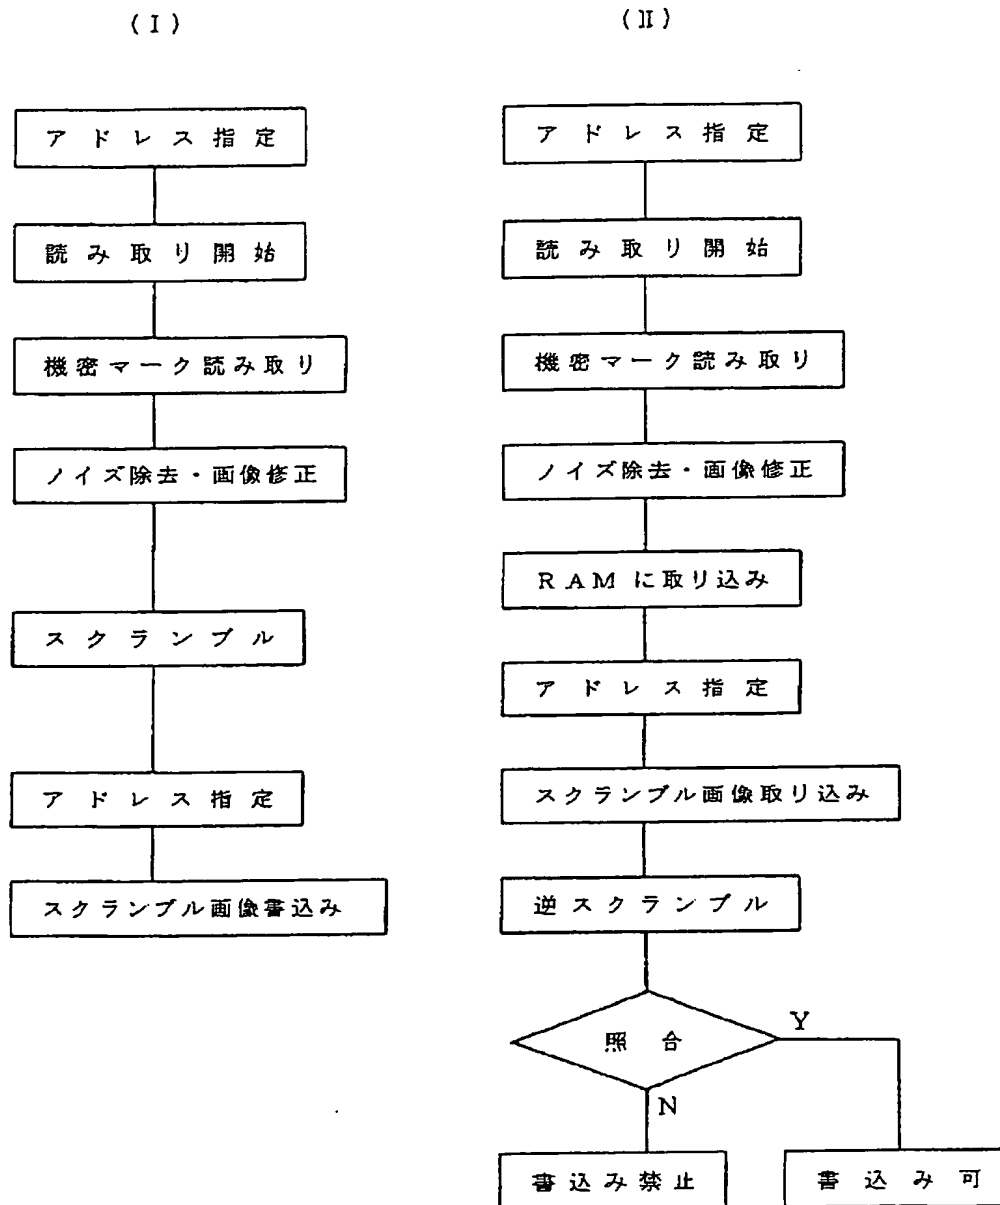 (I)
アドレス指定
読み取り開始
機密マーク読み取り
ノイズ除去・画像修正
スクランブル
アドレス指定
スクランブル画像書込み
(II)
アドレス指定
読み取り開始
機密マーク読み取り
ノイズ除去・画像修正
RAMに取り込み
アドレス指定
スクランブル画像取り込み
逆スクランブル
照合
Y
N
書込み禁止
書込み可